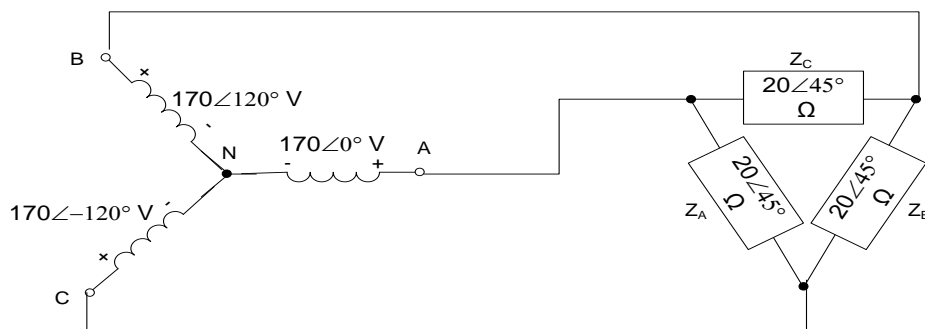 B
170∠120° V
+
-
N
170∠0° V
-
+
A
170∠−120° V
-
+
C
Z_C
20∠45°
Ω
Z_A
20∠45°
Ω
20∠45°
Ω
Z_B